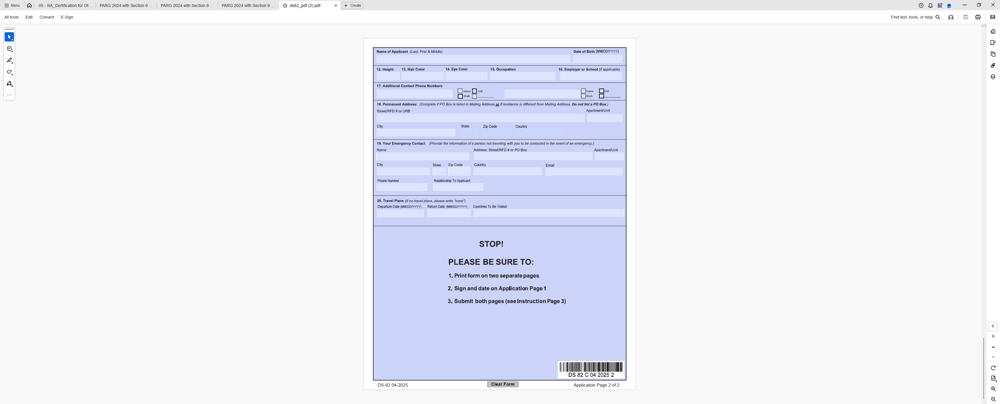 Menu
05 - RA_Certification for Ot...
PARG 2024 with Section 9 ...
PARG 2024 with Section 9 ...
PARG 2024 with Section 9 ...
ds82_pdf (2).pdf
Create
All tools
Edit
Convert
E-Sign
Find text, tools, or help
Name of Applicant (Last, First & Middle)
Date of Birth (MM/DD/YYYY)
12. Height
13. Hair Color
14. Eye Color
15. Occupation
16. Employer or School (if applicable)
17. Additional Contact Phone Numbers
Home
Cell
Work
Home
Cell
Work
18. Permanent Address: (Complete if PO Box is listed in Mailing Address or if residence is different from Mailing Address. Do not list a PO Box.)
Street/RFD # or URB
Apartment/Unit
City
State
Zip Code
Country
19. Your Emergency Contact (Provide the information of a person not traveling with you to be contacted in the event of an emergency.)
Name
Address: Street/RFD # or PO Box
Apartment/Unit
City
State
Zip Code
Country
Email
Phone Number
Relationship To Applicant
20. Travel Plans (If no travel plans, please write “none”)
Departure Date (MM/DD/YYYY)
Return Date (MM/DD/YYYY)
Countries To Be Visited
STOP!
PLEASE BE SURE TO:
1. Print form on two separate pages
2. Sign and date on Application Page 1
3. Submit both pages (see Instruction Page 3)
DS 82 C 04 2025 2
DS-82 04-2025
Clear Form
Application Page 2 of 2
6
6